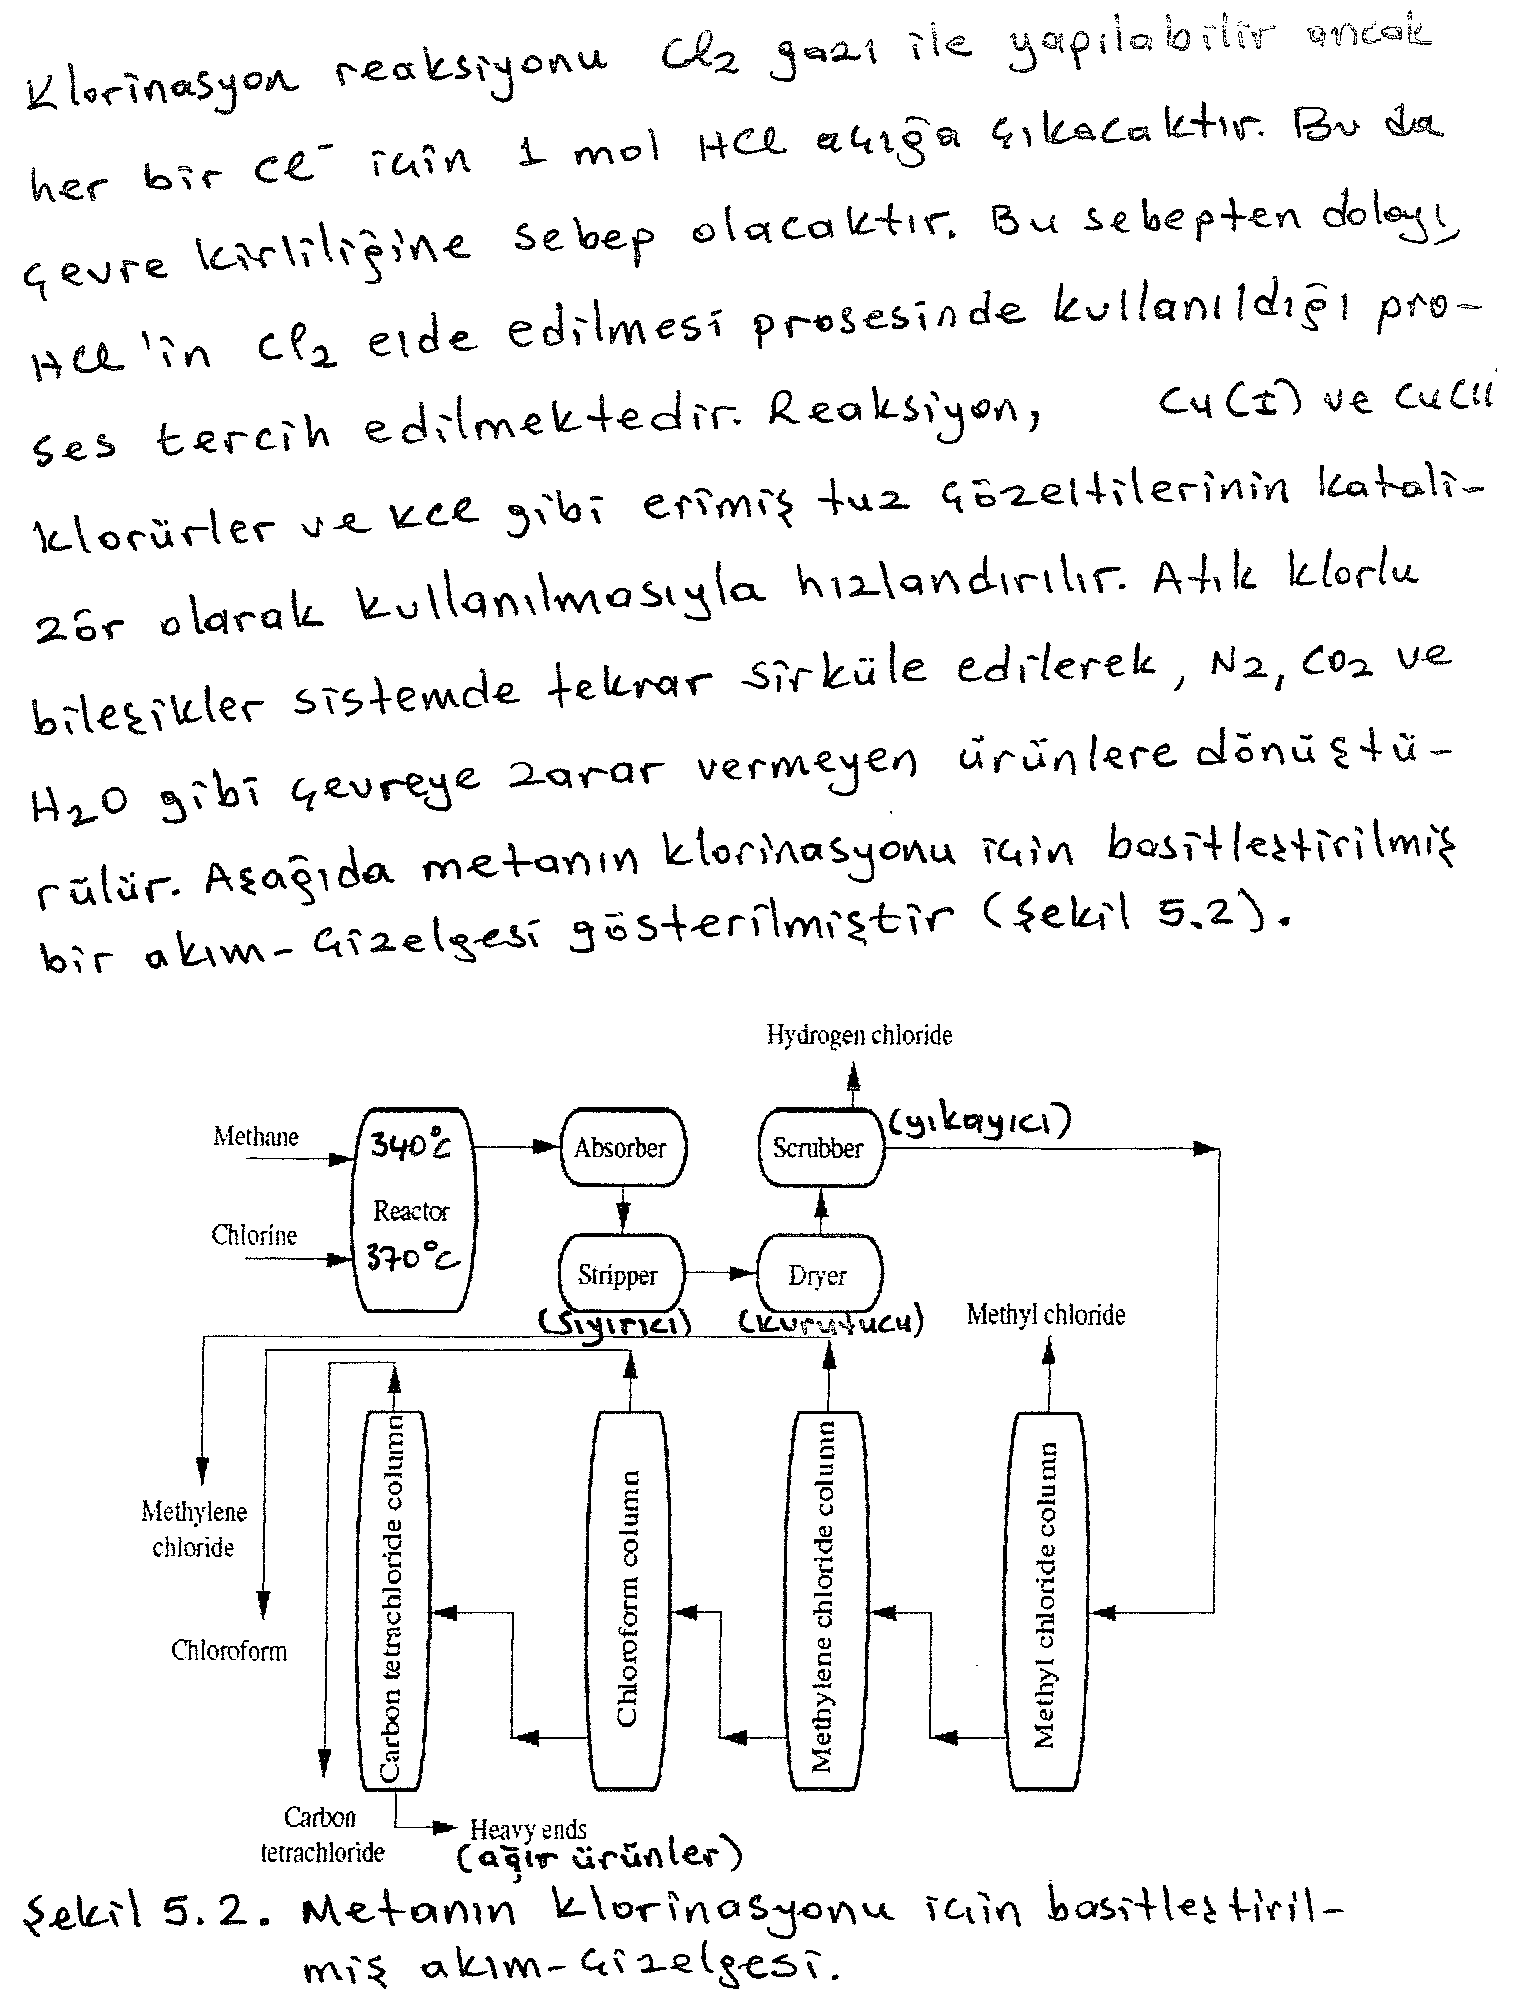 Klorinasyon reaksiyonu Cl2 gazı ile yapılabilir ancak
her bir Cl⁻ için 1 mol HCl açığa çıkacaktır. Bu da
çevre kirliliğine sebep olacaktır. Bu sebepten dolayı,
HCl'in Cl2 elde edilmesi prosesinde kullanıldığı pro-
ses tercih edilmektedir. Reaksiyon, Cu(I) ve Cu(II
klorürler ve KCl gibi erimiş tuz çözeltilerinin katali-
zör olarak kullanılmasıyla hızlandırılır. Atık klorlu
bileşikler sistemde tekrar sirküle edilerek, N2, CO2 ve
H2O gibi çevreye zarar vermeyen ürünlere dönüştü-
rülür. Aşağıda metanın klorinasyonu için basitleştirilmiş
bir akım-çizelgesi gösterilmiştir (Şekil 5.2).
Hydrogen chloride
Methane
340°C
Absorber
Scrubber
(yıkayıcı)
Reactor
Chlorine
370°C
Stripper
Dryer
(Sıyırıcı)
(kurutucu)
Methyl chloride
Carbon tetrachloride column
Chloroform column
Methylene chloride column
Methyl chloride column
Methylene
chloride
Chloroform
Carbon
tetrachloride
Heavy ends
(ağır ürünler)
Şekil 5.2. Metanın klorinasyonu için basitleştiril-
miş akım-çizelgesi.